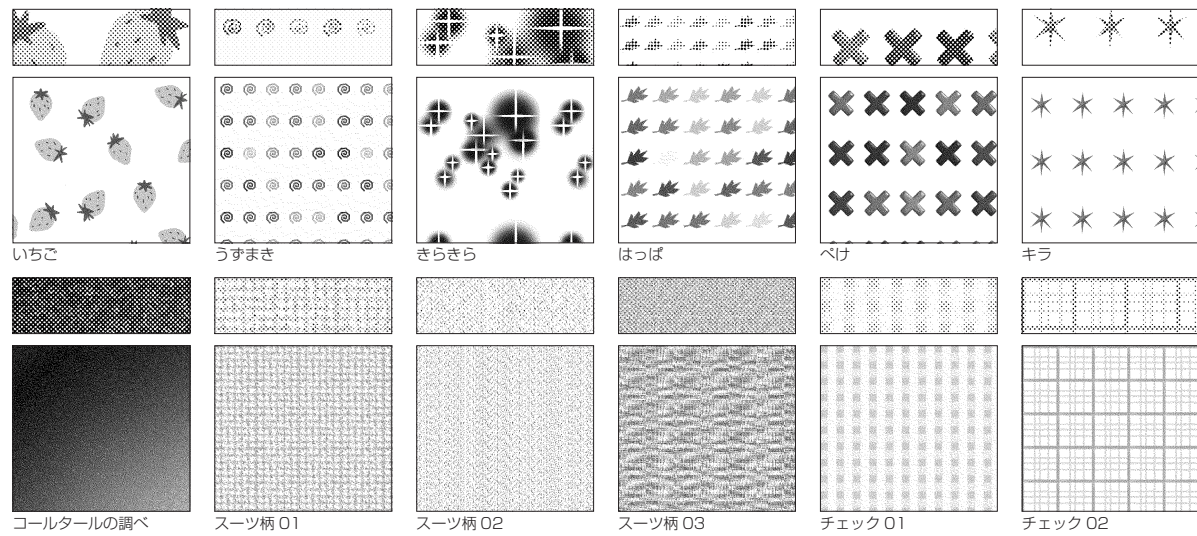 いちご
うずまき
きらきら
はっぱ
ぺけ
キラ
コールタールの調べ
スーツ柄 01
スーツ柄 02
スーツ柄 03
チェック 01
チェック 02